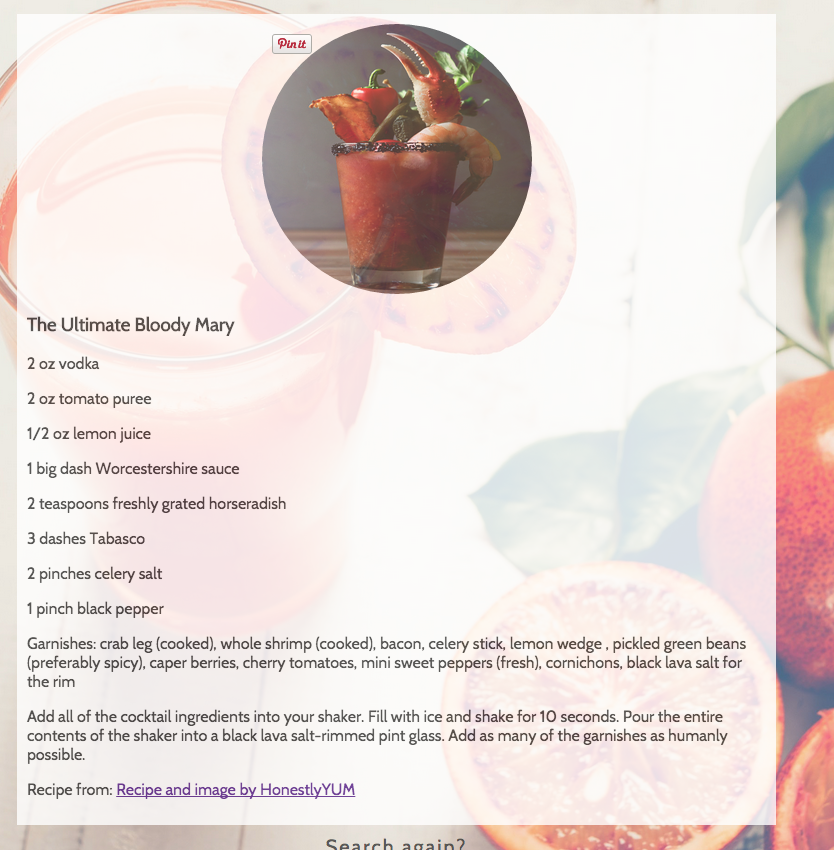 Pin it
The Ultimate Bloody Mary
2 oz vodka
2 oz tomato puree
1/2 oz lemon juice
1 big dash Worcestershire sauce
2 teaspoons freshly grated horseradish
3 dashes Tabasco
2 pinches celery salt
1 pinch black pepper
Garnishes: crab leg (cooked), whole shrimp (cooked), bacon, celery stick, lemon wedge , pickled green beans
(preferably spicy), caper berries, cherry tomatoes, mini sweet peppers (fresh), cornichons, black lava salt for
the rim
Add all of the cocktail ingredients into your shaker. Fill with ice and shake for 10 seconds. Pour the entire
contents of the shaker into a black lava salt-rimmed pint glass. Add as many of the garnishes as humanly
possible.
Recipe from: Recipe and image by HonestlyYUM
Search again?